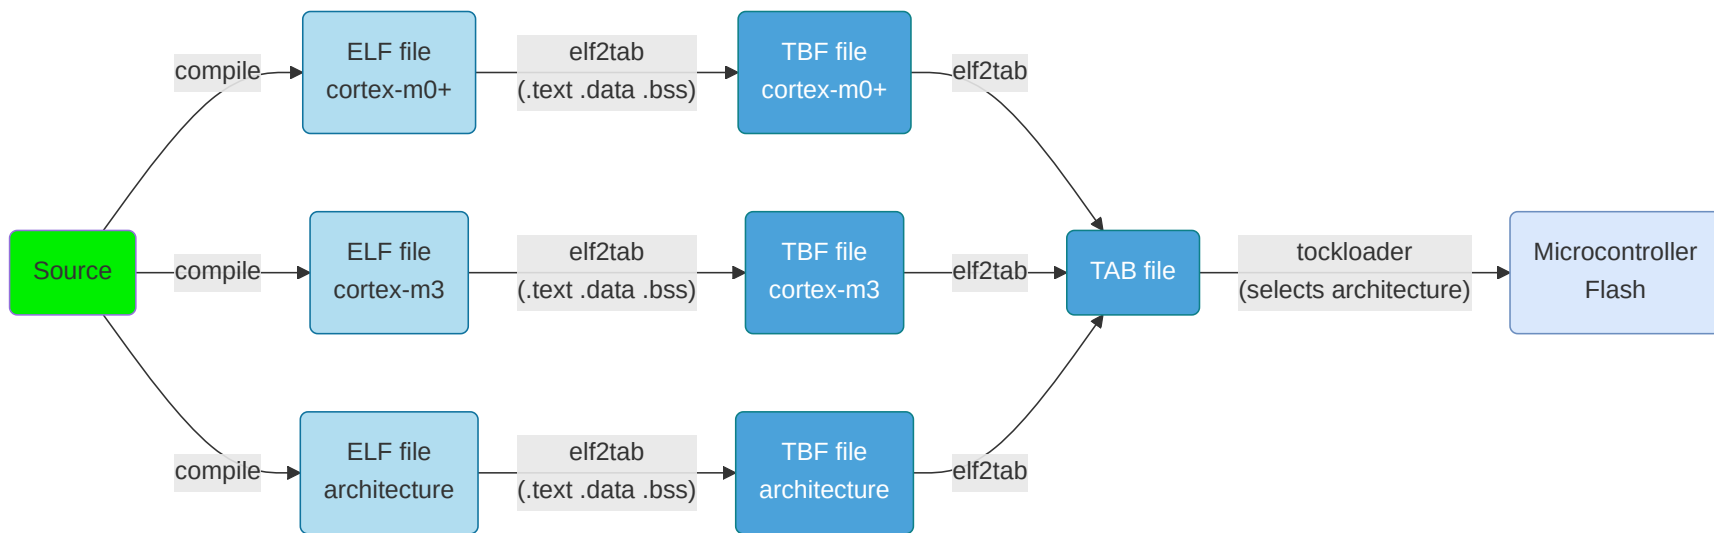 compile
ELF file
cortex-m0+
elf2tab
(.text .data .bss)
TBF file
cortex-m0+
elf2tab
Source
compile
ELF file
cortex-m3
elf2tab
(.text .data .bss)
TBF file
cortex-m3
elf2tab
TAB file
tockloader
(selects architecture)
Microcontroller
Flash
compile
ELF file
architecture
elf2tab
(.text .data .bss)
TBF file
architecture
elf2tab